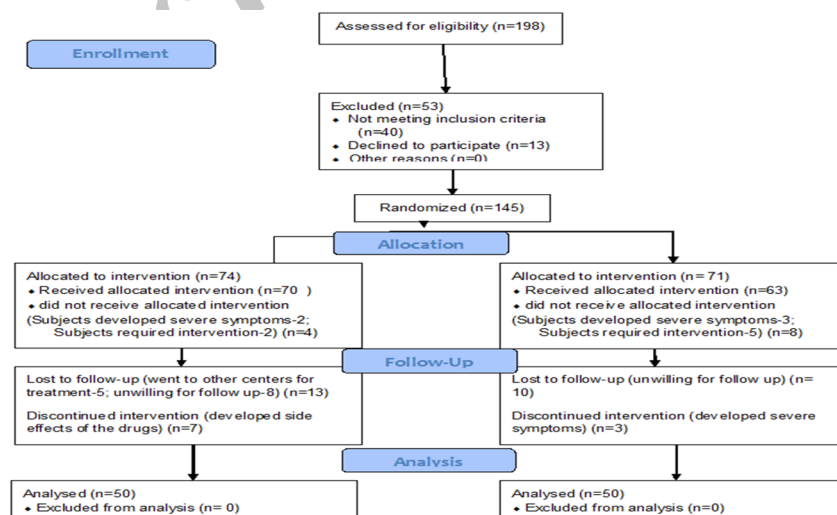 Assessed for eligibility (n=198)
Enrollment
Excluded (n=53)
⬥ Not meeting inclusion criteria
(n=40)
⬥ Declined to participate (n=13)
⬥ Other reasons (n=0)
Randomized (n=145)
Allocation
Allocated to intervention (n=74)
⬥ Received allocated intervention (n=70 )
⬥ did not receive allocated intervention
(Subjects developed severe symptoms-2;
Subjects required intervention-2) (n=4)
Allocated to intervention (n=71)
⬥ Received allocated intervention (n=63)
⬥ did not receive allocated intervention
(Subjects developed severe symptoms-3;
Subjects required intervention-5) (n=8)
Follow-Up
Lost to follow-up (went to other centers for
treatment-5; unwilling for follow up-8) (n=13)
Discontinued intervention (developed side
effects of the drugs) (n=7)
Lost to follow-up (unwilling for follow up) (n=
10)
Discontinued intervention (developed severe
symptoms) (n=3)
Analysis
Analysed (n=50)
⬥ Excluded from analysis (n= 0)
Analysed (n=50)
⬥ Excluded from analysis (n=0)